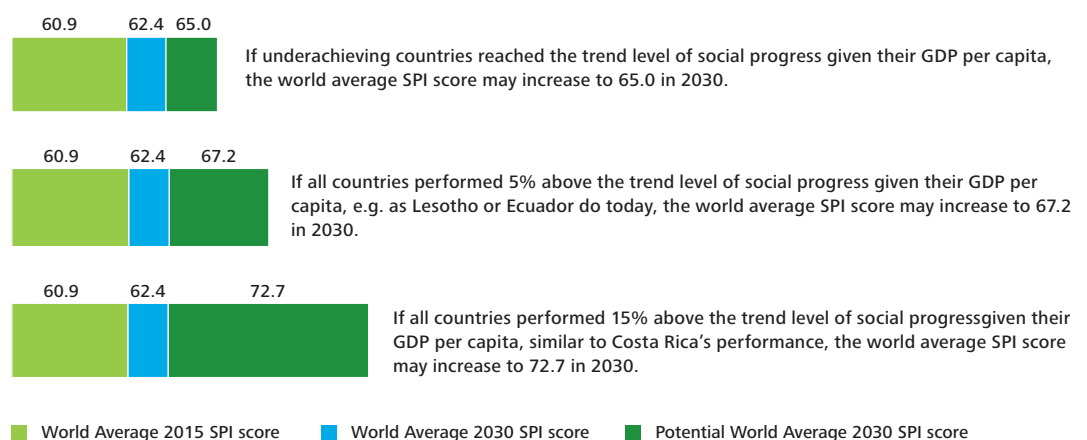 60.9 62.4 65.0
If underachieving countries reached the trend level of social progress given their GDP per capita,
the world average SPI score may increase to 65.0 in 2030.
60.9 62.4 67.2
If all countries performed 5% above the trend level of social progress given their GDP per
capita, e.g. as Lesotho or Ecuador do today, the world average SPI score may increase to 67.2
in 2030.
60.9 62.4 72.7
If all countries performed 15% above the trend level of social progressgiven their
GDP per capita, similar to Costa Rica’s performance, the world average SPI score
may increase to 72.7 in 2030.
World Average 2015 SPI score World Average 2030 SPI score Potential World Average 2030 SPI score